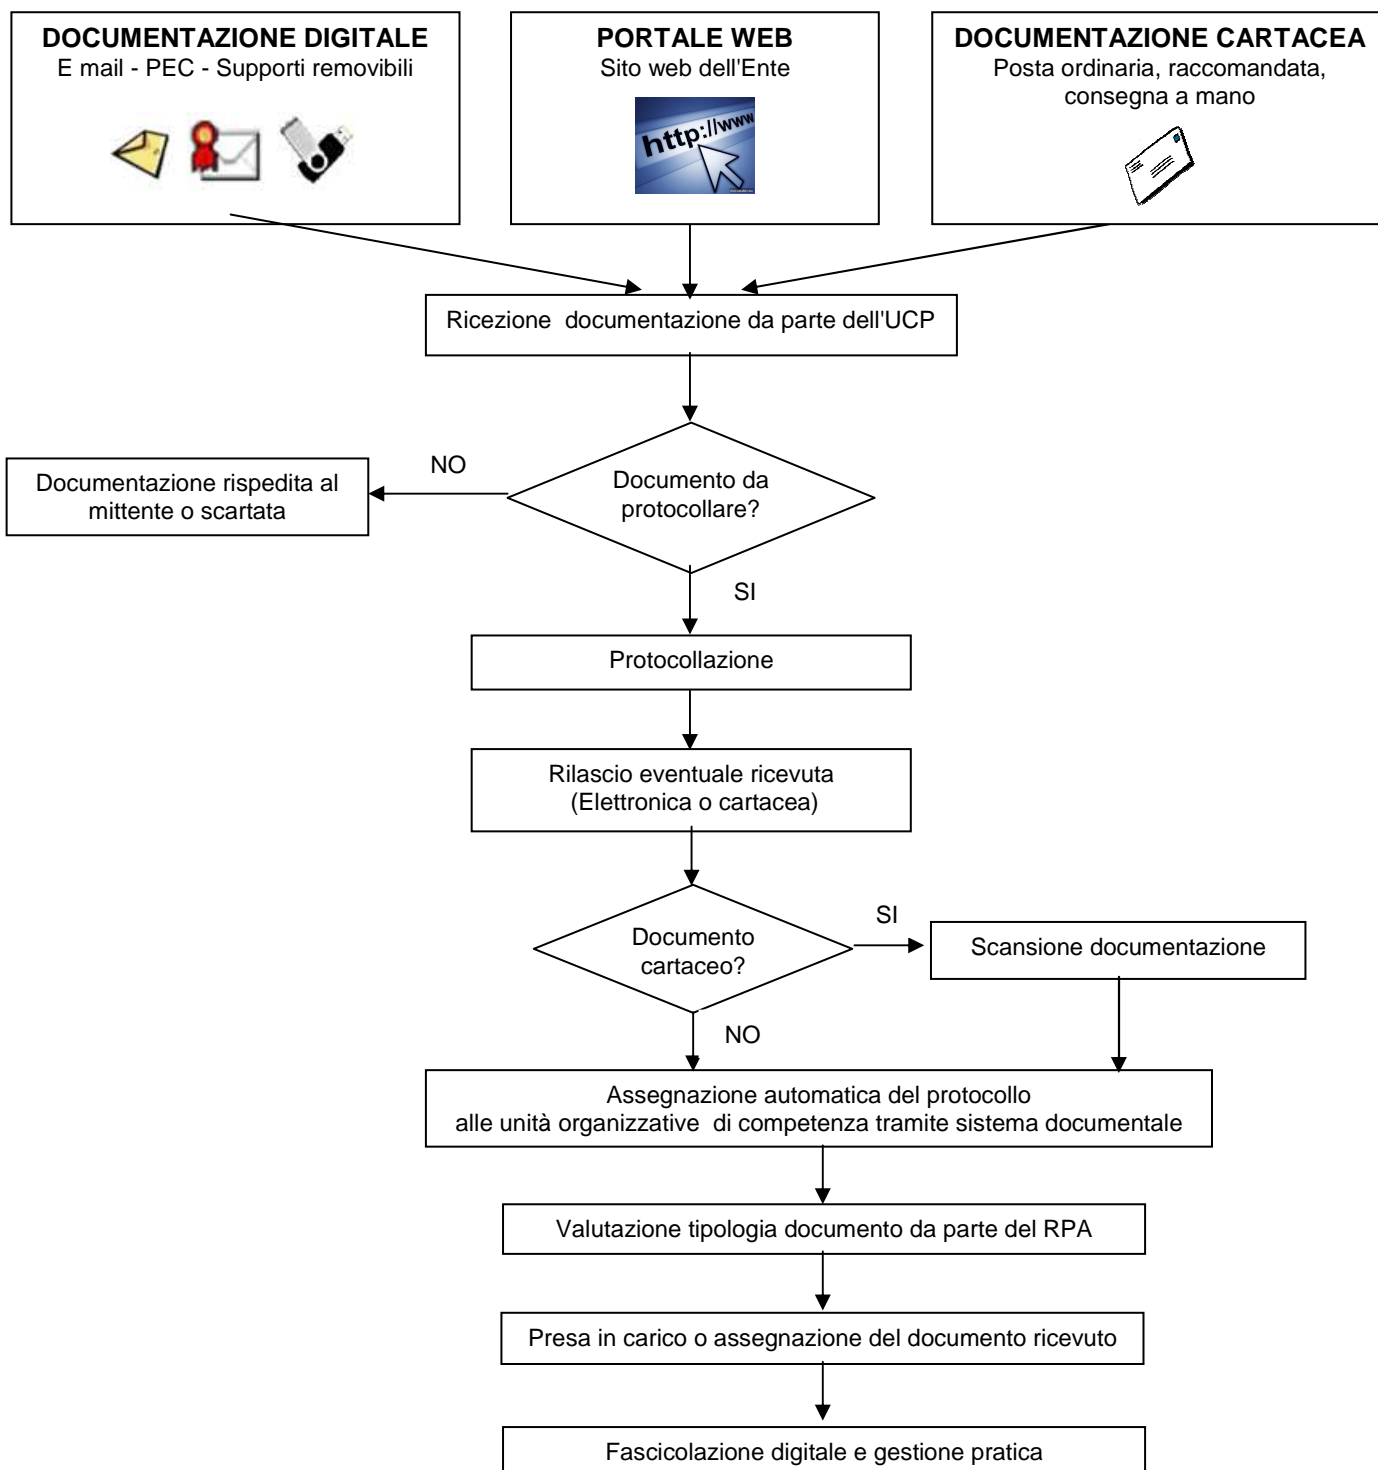 DOCUMENTAZIONE DIGITALE
E mail - PEC - Supporti removibili
PORTALE WEB
Sito web dell'Ente
http://www
DOCUMENTAZIONE CARTACEA
Posta ordinaria, raccomandata,
consegna a mano
Ricezione documentazione da parte dell'UCP
Documento da
protocollare?
NO
Documentazione rispedita al
mittente o scartata
SI
Protocollazione
Rilascio eventuale ricevuta
(Elettronica o cartacea)
Documento
cartaceo?
SI
Scansione documentazione
NO
Assegnazione automatica del protocollo
alle unità organizzative di competenza tramite sistema documentale
Valutazione tipologia documento da parte del RPA
Presa in carico o assegnazione del documento ricevuto
Fascicolazione digitale e gestione pratica